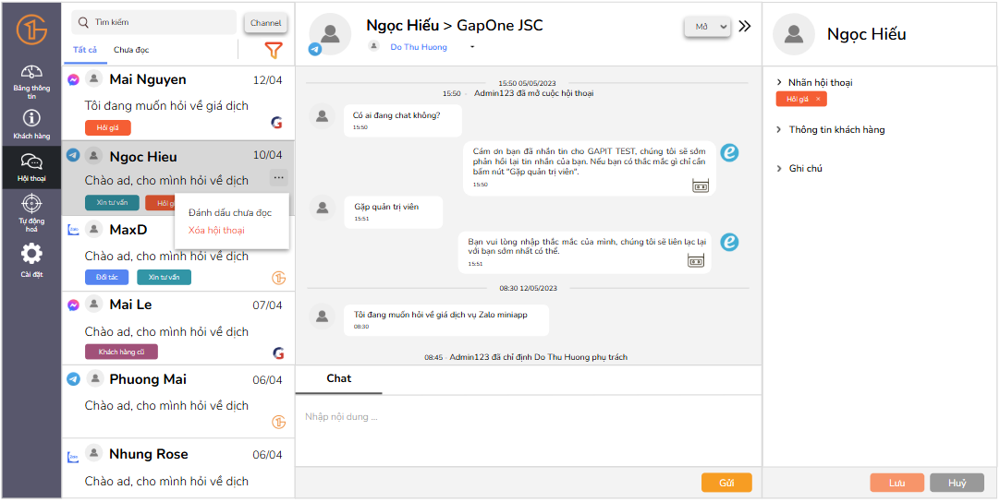 Bảng thông
tin
Khách hàng
Hội thoại
Tự động
hoá
Cài đặt
Tìm kiếm
Channel
Tất cả
Chưa đọc
Mai Nguyen
12/04
Tôi đang muốn hỏi về giá dịch
Hỏi giá
Ngoc Hieu
10/04
Chào ad, cho mình hỏi về dịch
...
Xin tư vấn
Hỏi gi
Đánh dấu chưa đọc
Xóa hội thoại
MaxD
Chào ad, cho mình hỏi về dịch
Đối tác
Xin tư vấn
Mai Le
07/04
Chào ad, cho mình hỏi về dịch
Khách hàng cũ
Phuong Mai
06/04
Chào ad, cho mình hỏi về dịch
Zalo
Nhung Rose
06/04
Chào ad, cho mình hỏi về dịch
Ngọc Hiếu > GapOne JSC
Do Thu Huong
Mở
15:50 05/05/2023
15:50 - Admin123 đã mở cuộc hội thoại
Có ai đang chat không?
15:50
Cám ơn bạn đã nhắn tin cho GAPIT TEST, chúng tôi sẽ sớm
phản hồi lại tin nhắn của bạn. Nếu bạn có thắc mắc gì chỉ cần
bấm nút "Gặp quản trị viên".
15:50
Gặp quản trị viên
15:51
Bạn vui lòng nhập thắc mắc của mình, chúng tôi sẽ liên lạc lại
với bạn sớm nhất có thể.
15:51
08:30 12/05/2023
Tôi đang muốn hỏi về giá dịch vụ Zalo miniapp
08:30
08:45 - Admin123 đã chỉ định Do Thu Huong phụ trách
Chat
Nhập nội dung ...
Gửi
Ngọc Hiếu
Nhãn hội thoại
Hỏi giá ×
Thông tin khách hàng
Ghi chú
Lưu
Huỷ